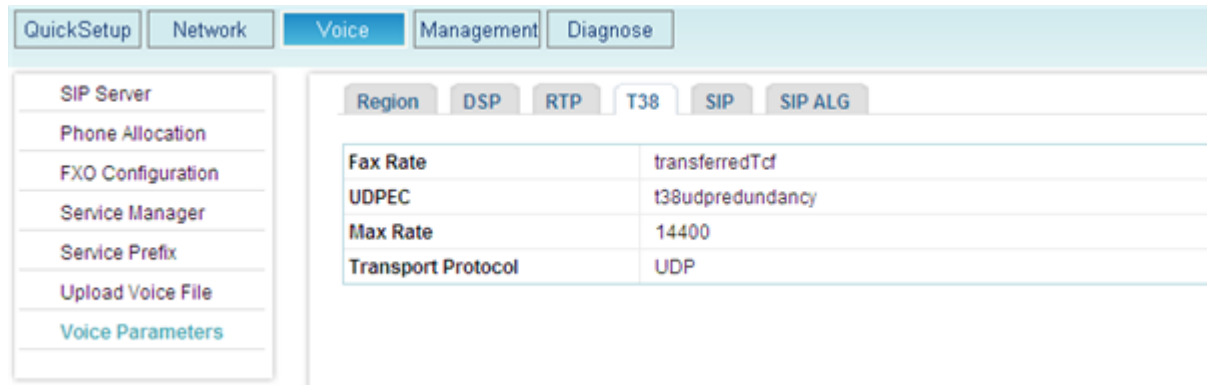 QuickSetup Network Voice Management Diagnose
SIP Server
Phone Allocation
FXO Configuration
Service Manager
Service Prefix
Upload Voice File
Voice Parameters
Region DSP RTP T38 SIP SIP ALG
Fax Rate transferredTcf
UDPEC t38udpredundancy
Max Rate 14400
Transport Protocol UDP